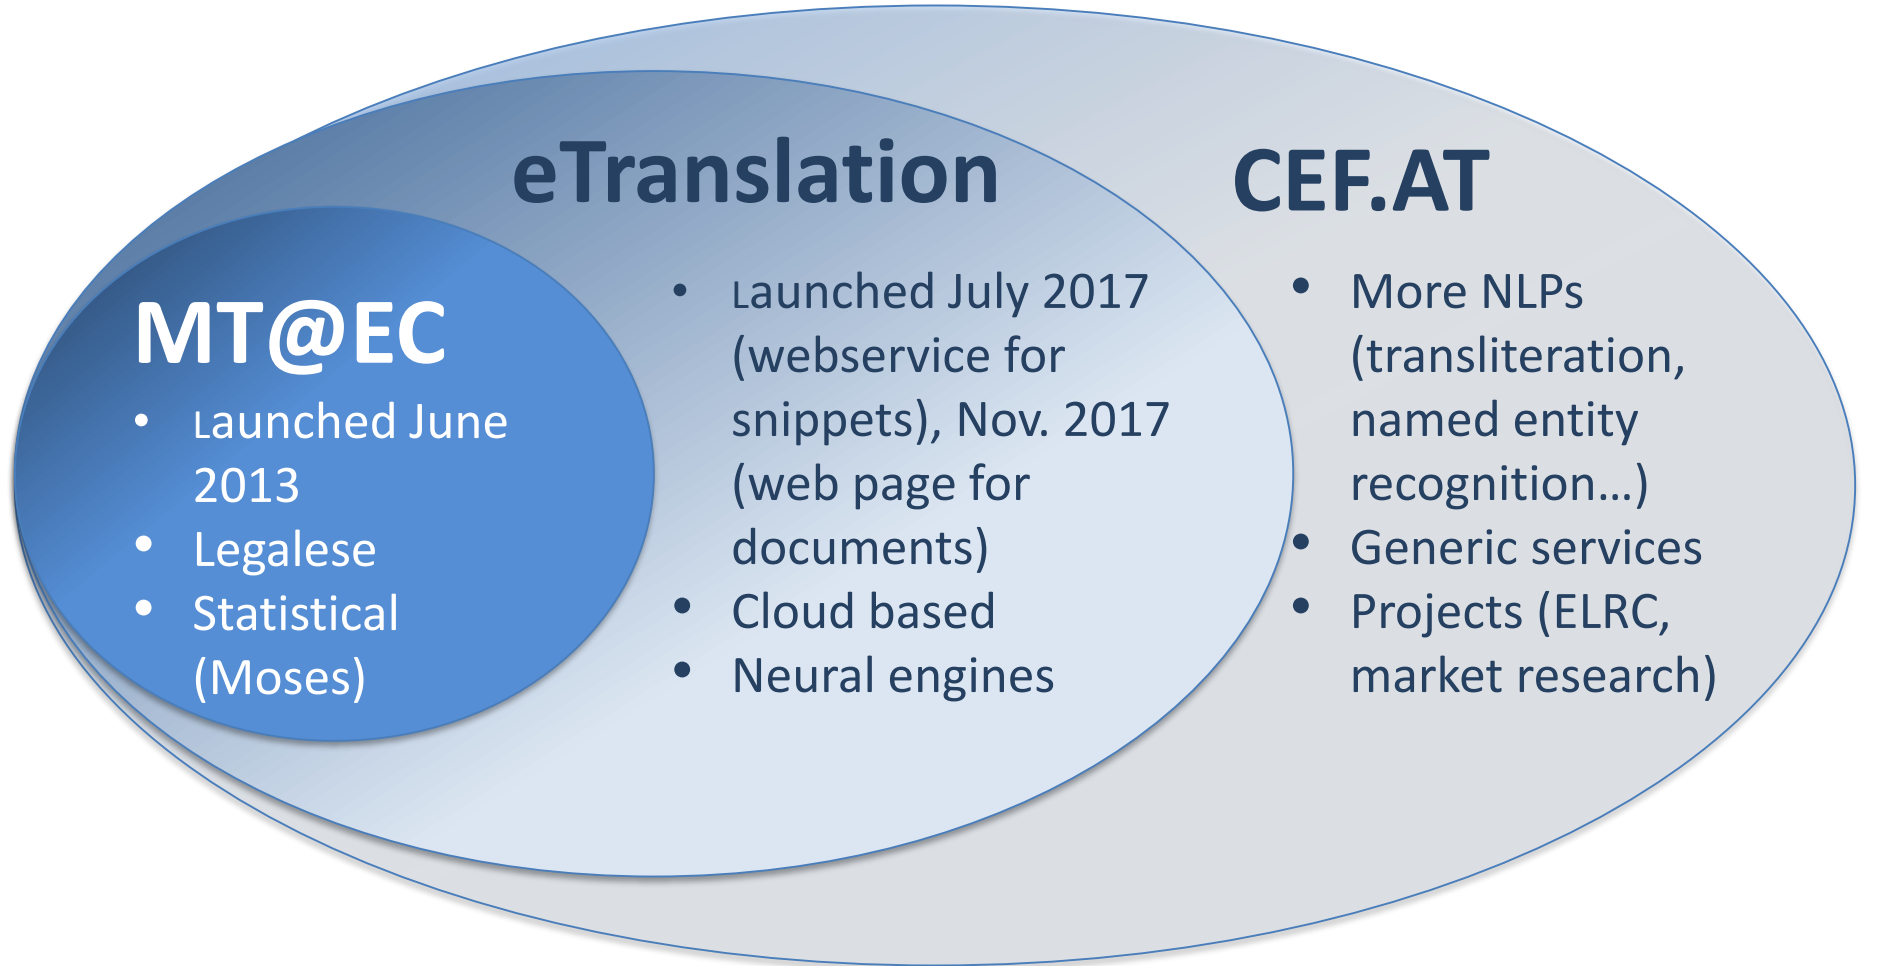 MT@EC
• Launched June
2013
• Legalese
• Statistical
(Moses)
eTranslation
• Launched July 2017
(webservice for
snippets), Nov. 2017
(web page for
documents)
• Cloud based
• Neural engines
CEF.AT
• More NLPs
(transliteration,
named entity
recognition…)
• Generic services
• Projects (ELRC,
market research)